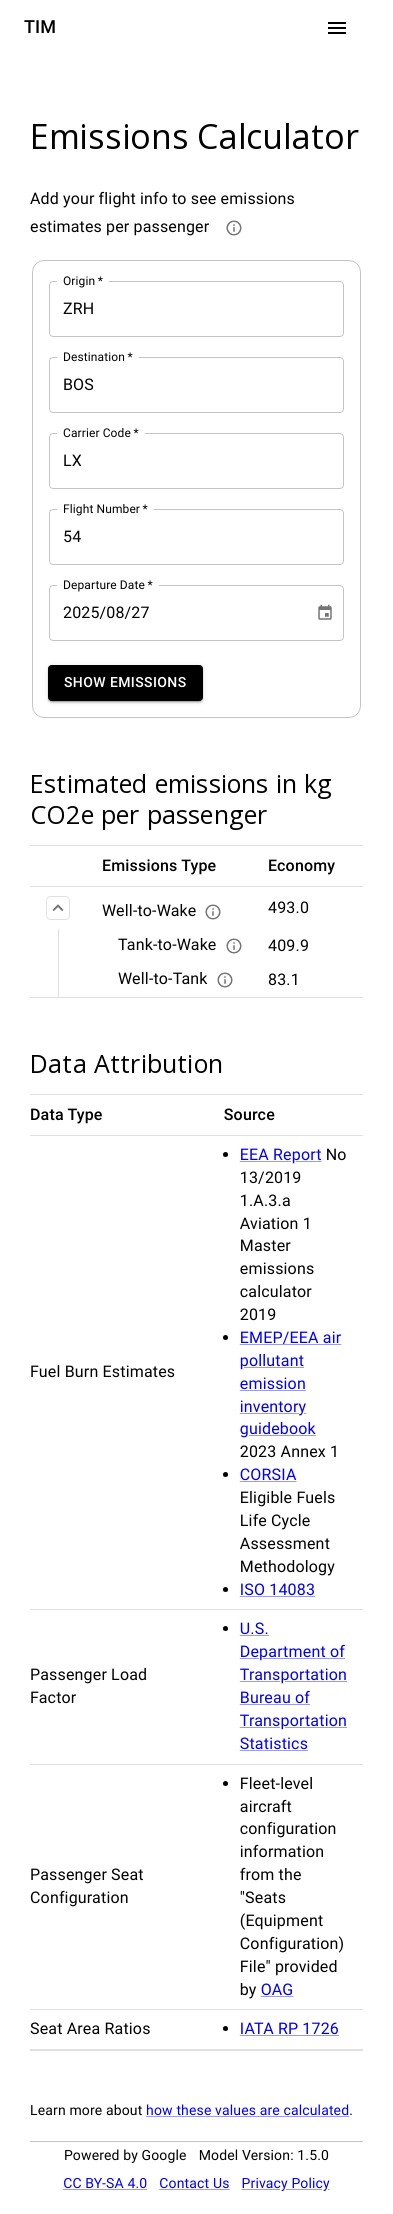 TIM
Emissions Calculator
Add your flight info to see emissions
estimates per passenger
Origin *
ZRH
Destination *
BOS
Carrier Code *
LX
Flight Number *
54
Departure Date *
2025/08/27
SHOW EMISSIONS
Estimated emissions in kg
CO2e per passenger
Emissions Type Economy
Well-to-Wake 493.0
Tank-to-Wake 409.9
Well-to-Tank 83.1
Data Attribution
Data Type Source
Fuel Burn Estimates
• EEA Report No
13/2019
1.A.3.a
Aviation 1
Master
emissions
calculator
2019
• EMEP/EEA air
pollutant
emission
inventory
guidebook
2023 Annex 1
• CORSIA
Eligible Fuels
Life Cycle
Assessment
Methodology
• ISO 14083
Passenger Load
Factor
• U.S.
Department of
Transportation
Bureau of
Transportation
Statistics
Passenger Seat
Configuration
• Fleet-level
aircraft
configuration
information
from the
"Seats
(Equipment
Configuration)
File" provided
by OAG
Seat Area Ratios
• IATA RP 1726
Learn more about how these values are calculated.
Powered by Google Model Version: 1.5.0
CC BY-SA 4.0 Contact Us Privacy Policy